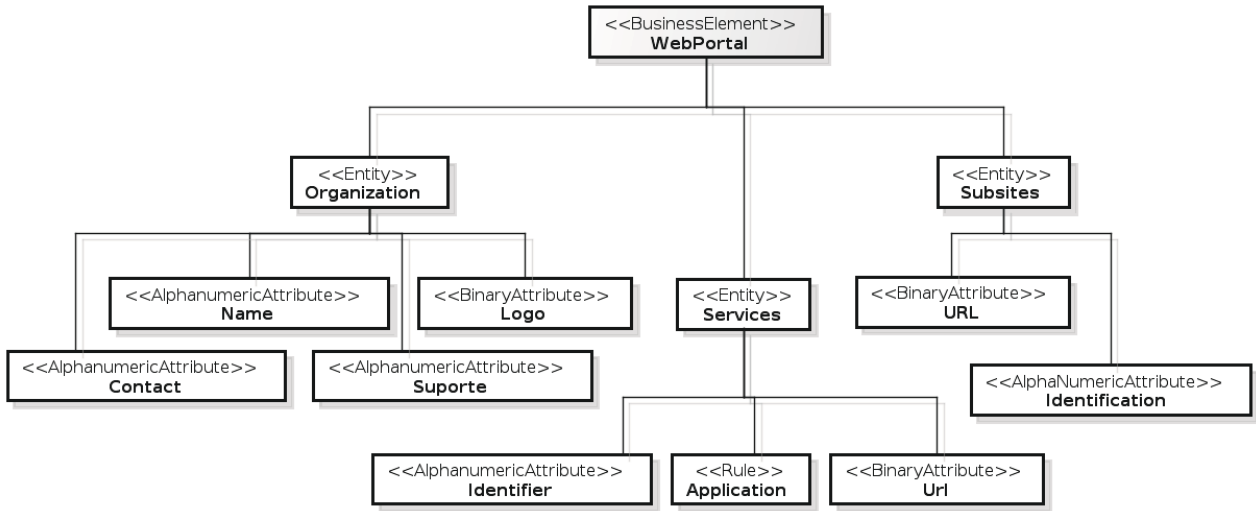 <<BusinessElement>>
WebPortal
<<Entity>>
Organization
<<Entity>>
Subsites
<<AlphanumericAttribute>>
Name
<<BinaryAttribute>>
Logo
<<Entity>>
Services
<<BinaryAttribute>>
URL
<<AlphanumericAttribute>>
Contact
<<AlphanumericAttribute>>
Suporte
<<AlphaNumericAttribute>>
Identification
<<AlphanumericAttribute>>
Identifier
<<Rule>>
Application
<<BinaryAttribute>>
Url